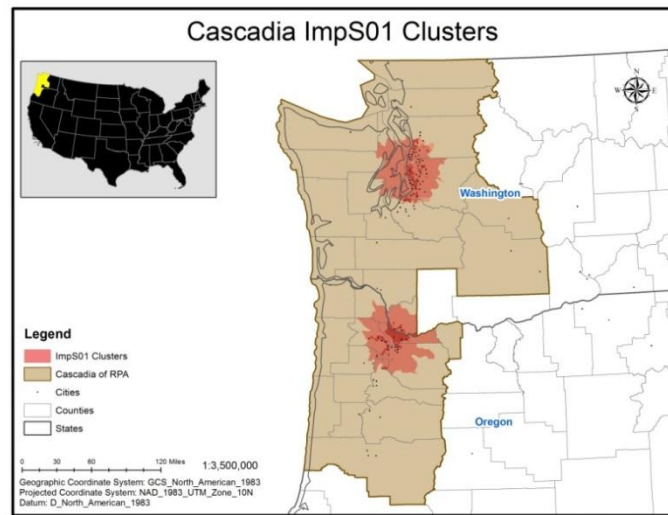 Cascadia ImpS01 Clusters
N
W E
S
Washington
Oregon
Legend
ImpS01 Clusters
Cascadia of RPA
Cities
Counties
States
0 30 60 120 Miles
1:3,500,000
Geographic Coordinate System: GCS_North_American_1983
Projected Coordinate System: NAD_1983_UTM_Zone_10N
Datum: D_North_American_1983